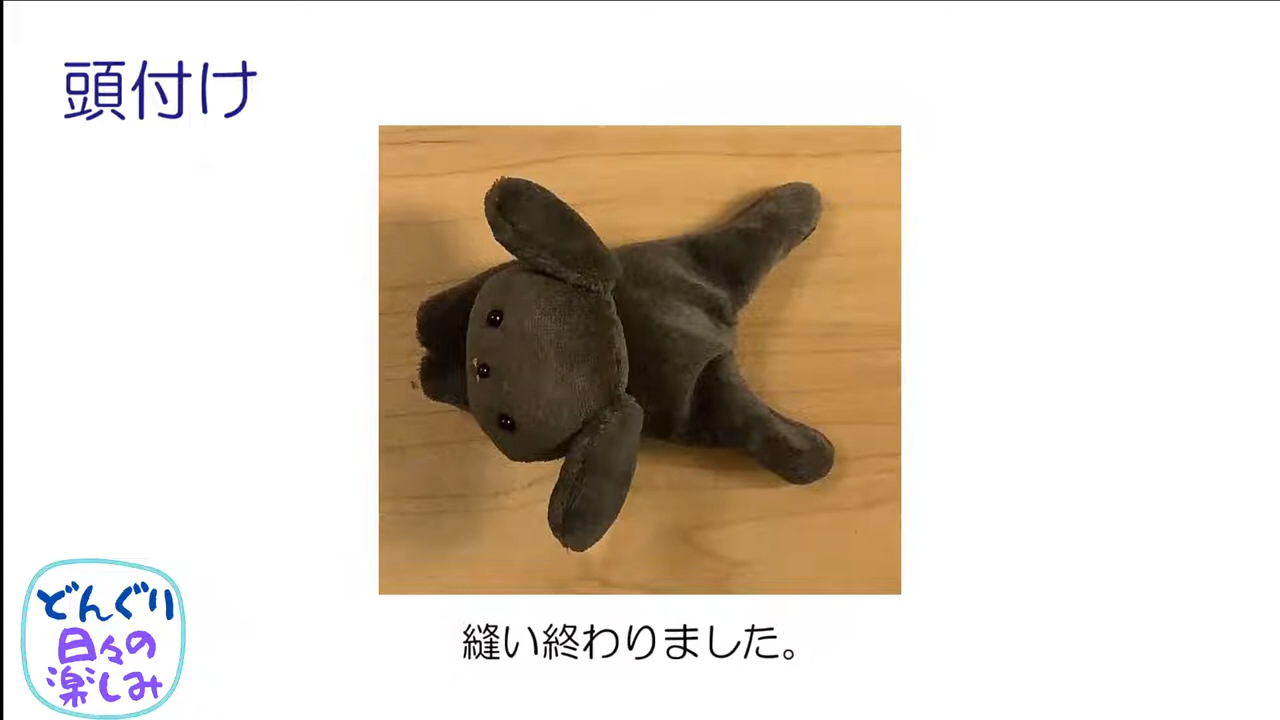 頭付け
縫い終わりました。
どんぐり
日々の
楽しみ